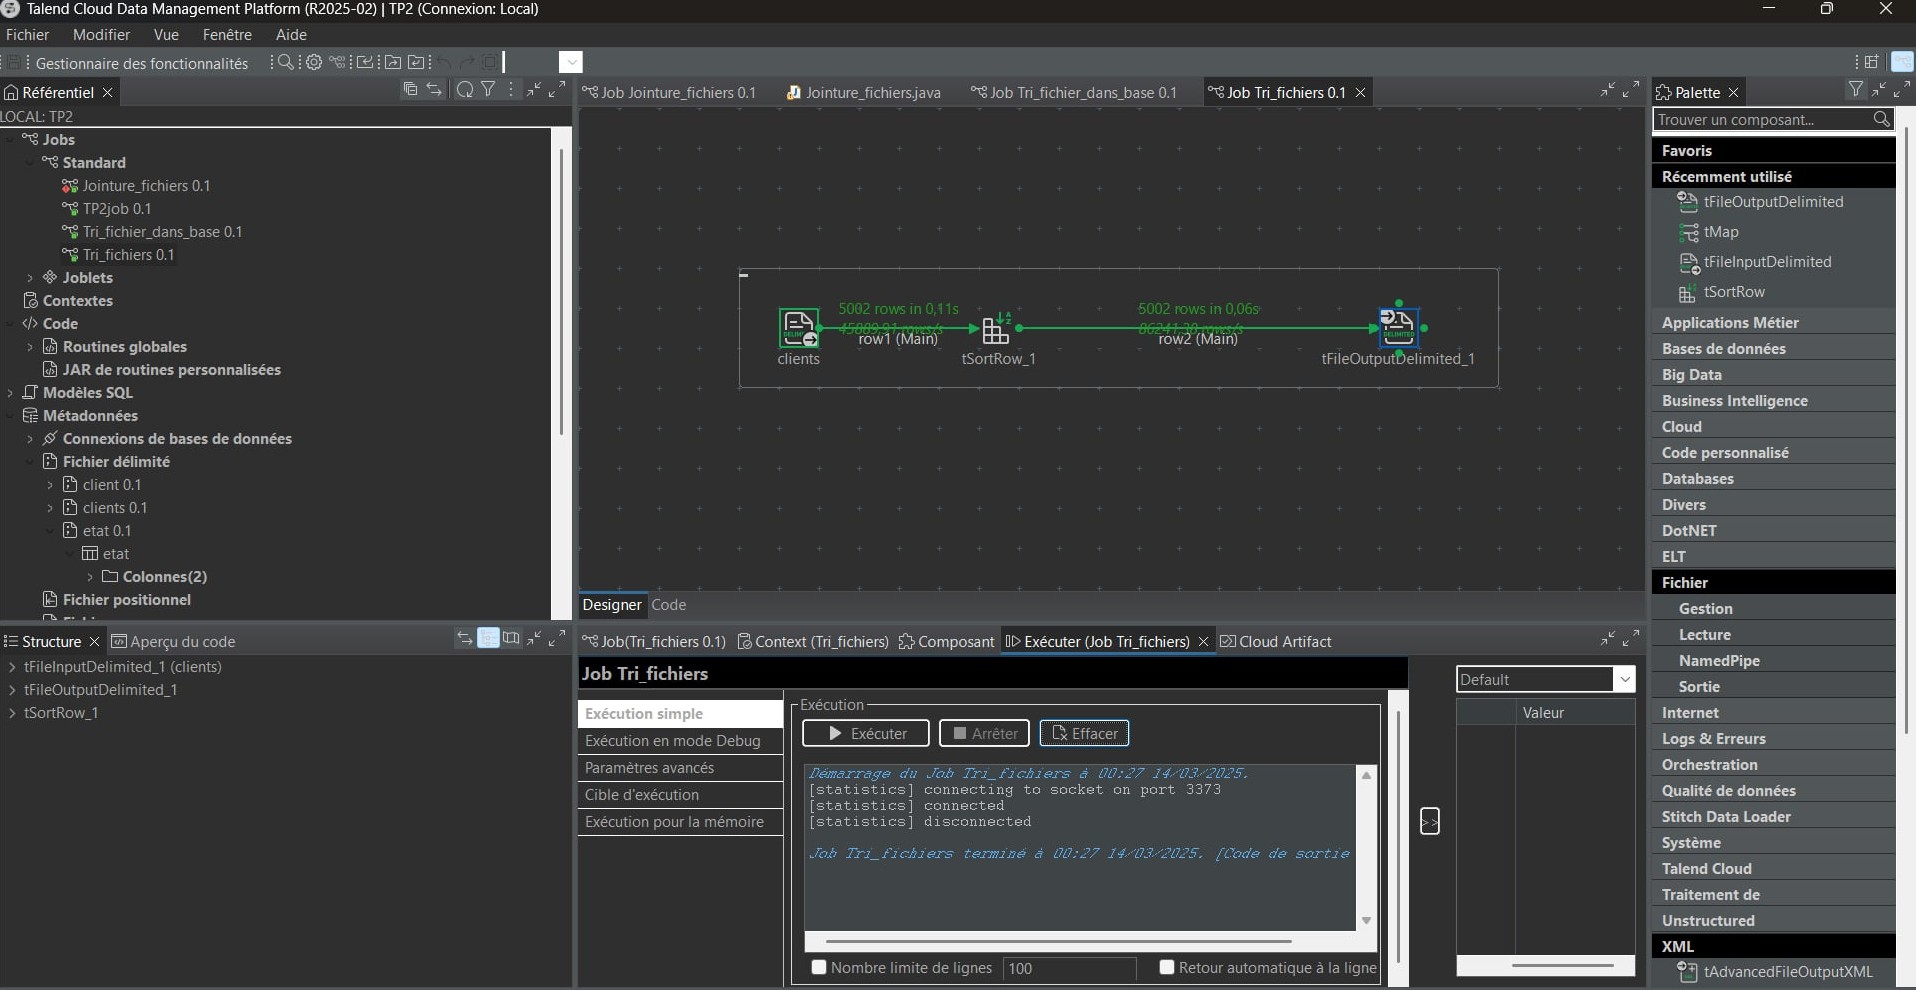 Talend Cloud Data Management Platform (R2025-02) | TP2 (Connexion: Local)
Fichier Modifier Vue Fenêtre Aide
Gestionnaire des fonctionnalités
Référentiel
LOCAL: TP2
Jobs
Standard
Jointure_fichiers 0.1
TP2job 0.1
Tri_fichier_dans_base 0.1
Tri_fichiers 0.1
Joblets
Contextes
Code
Routines globales
JAR de routines personnalisées
Modèles SQL
Métadonnées
Connexions de bases de données
Fichier délimité
client 0.1
clients 0.1
etat 0.1
etat
Colonnes(2)
Fichier positionnel
Structure Aperçu du code
tFileInputDelimited_1 (clients)
tFileOutputDelimited_1
tSortRow_1
Job Jointure_fichiers 0.1 Jointure_fichiers.java Job Tri_fichier_dans_base 0.1 Job Tri_fichiers 0.1
5002 rows in 0,11s 5002 rows in 0,06s
45889,91 rows/s 86241,38 rows/s
row1 (Main) row2 (Main)
clients tSortRow_1 tFileOutputDelimited_1
Designer Code
Job(Tri_fichiers 0.1) Context (Tri_fichiers) Composant Exécuter (Job Tri_fichiers) Cloud Artifact
Job Tri_fichiers
Exécution simple
Exécution en mode Debug
Paramètres avancés
Cible d'exécution
Exécution pour la mémoire
Exécution
Exécuter Arrêter Effacer
Démarrage du Job Tri_fichiers à 00:27 14/03/2025.
[statistics] connecting to socket on port 3373
[statistics] connected
[statistics] disconnected
Job Tri_fichiers terminé à 00:27 14/03/2025. [Code de sortie
Nombre limite de lignes 100 Retour automatique à la ligne
>>
Default
Valeur
Palette
Trouver un composant...
Favoris
Récemment utilisé
tFileOutputDelimited
tMap
tFileInputDelimited
tSortRow
Applications Métier
Bases de données
Big Data
Business Intelligence
Cloud
Code personnalisé
Databases
Divers
DotNET
ELT
Fichier
Gestion
Lecture
NamedPipe
Sortie
Internet
Logs & Erreurs
Orchestration
Qualité de données
Stitch Data Loader
Système
Talend Cloud
Traitement de
Unstructured
XML
tAdvancedFileOutputXML